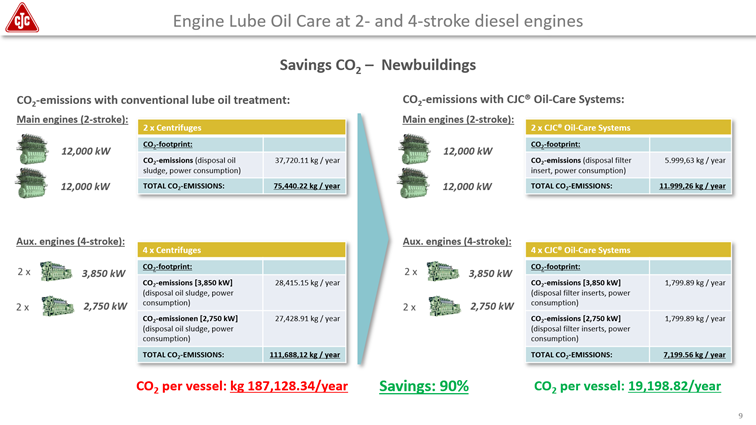 CJC
Engine Lube Oil Care at 2- and 4-stroke diesel engines
Savings CO2 – Newbuildings
CO2-emissions with conventional lube oil treatment:
Main engines (2-stroke):
12,000 kW
12,000 kW
2 x Centrifuges
CO2-footprint:
CO2-emissions (disposal oil 37,720.11 kg / year
sludge, power consumption)
TOTAL CO2-EMISSIONS: 75,440.22 kg / year
Aux. engines (4-stroke):
2 x 3,850 kW
2 x 2,750 kW
4 x Centrifuges
CO2-footprint:
CO2-emissions [3,850 kW] 28,415.15 kg / year
(disposal oil sludge, power
consumption)
CO2-emissionen [2,750 kW] 27,428.91 kg / year
(disposal oil sludge, power
consumption)
TOTAL CO2-EMISSIONS: 111,688,12 kg / year
CO2 per vessel: kg 187,128.34/year
Savings: 90%
CO2-emissions with CJC® Oil-Care Systems:
Main engines (2-stroke):
12,000 kW
12,000 kW
2 x CJC® Oil-Care Systems
CO2-footprint:
CO2-emissions (disposal filter 5.999,63 kg / year
insert, power consumption)
TOTAL CO2-EMISSIONS: 11.999,26 kg / year
Aux. engines (4-stroke):
2 x 3,850 kW
2 x 2,750 kW
4 x CJC® Oil-Care Systems
CO2-footprint:
CO2-emissions [3,850 kW] 1,799.89 kg / year
(disposal filter inserts, power
consumption)
CO2-emissions [2,750 kW] 1,799.89 kg / year
(disposal filter inserts, power
consumption)
TOTAL CO2-EMISSIONS: 7,199.56 kg / year
CO2 per vessel: 19,198.82/year
9